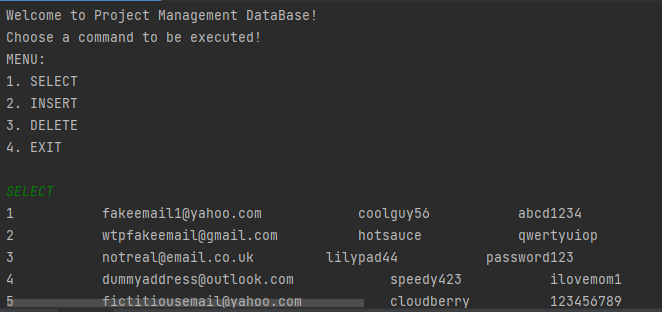 Welcome to Project Management DataBase!
Choose a command to be executed!
MENU:
1. SELECT
2. INSERT
3. DELETE
4. EXIT
SELECT
1 fakeemail1@yahoo.com coolguy56 abcd1234
2 wtpfakeemail@gmail.com hotsauce qwertyuiop
3 notreal@email.co.uk lilypad44 password123
4 dummyaddress@outlook.com speedy423 ilovemom1
5 fictitiousemail@yahoo.com cloudberry 123456789